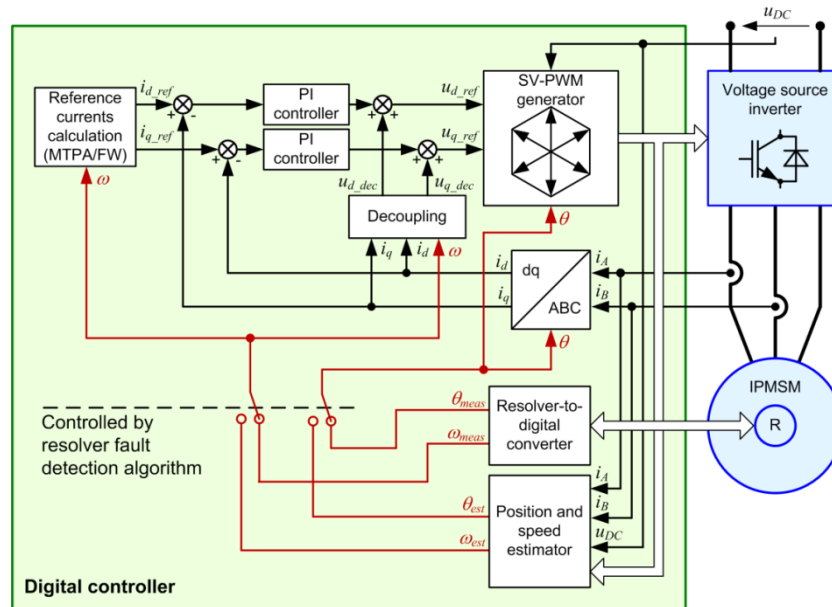 u_DC
i_d_ref
PI
controller
u_d_ref
SV-PWM
generator
Voltage source
inverter
Reference
currents
calculation
(MTPA/FW)
+
-
+
+
i_q_ref
PI
controller
u_q_ref
+
-
+
+
ω
u_d_dec
u_q_dec
Decoupling
θ
i_q
i_d
ω
i_d
i_q
dq
ABC
i_A
i_B
θ
IPMSM
R
Controlled by
resolver fault
detection algorithm
θ_meas
ω_meas
Resolver-to-
digital
converter
θ_est
ω_est
Position and
speed
estimator
i_A
i_B
u_DC
Digital controller